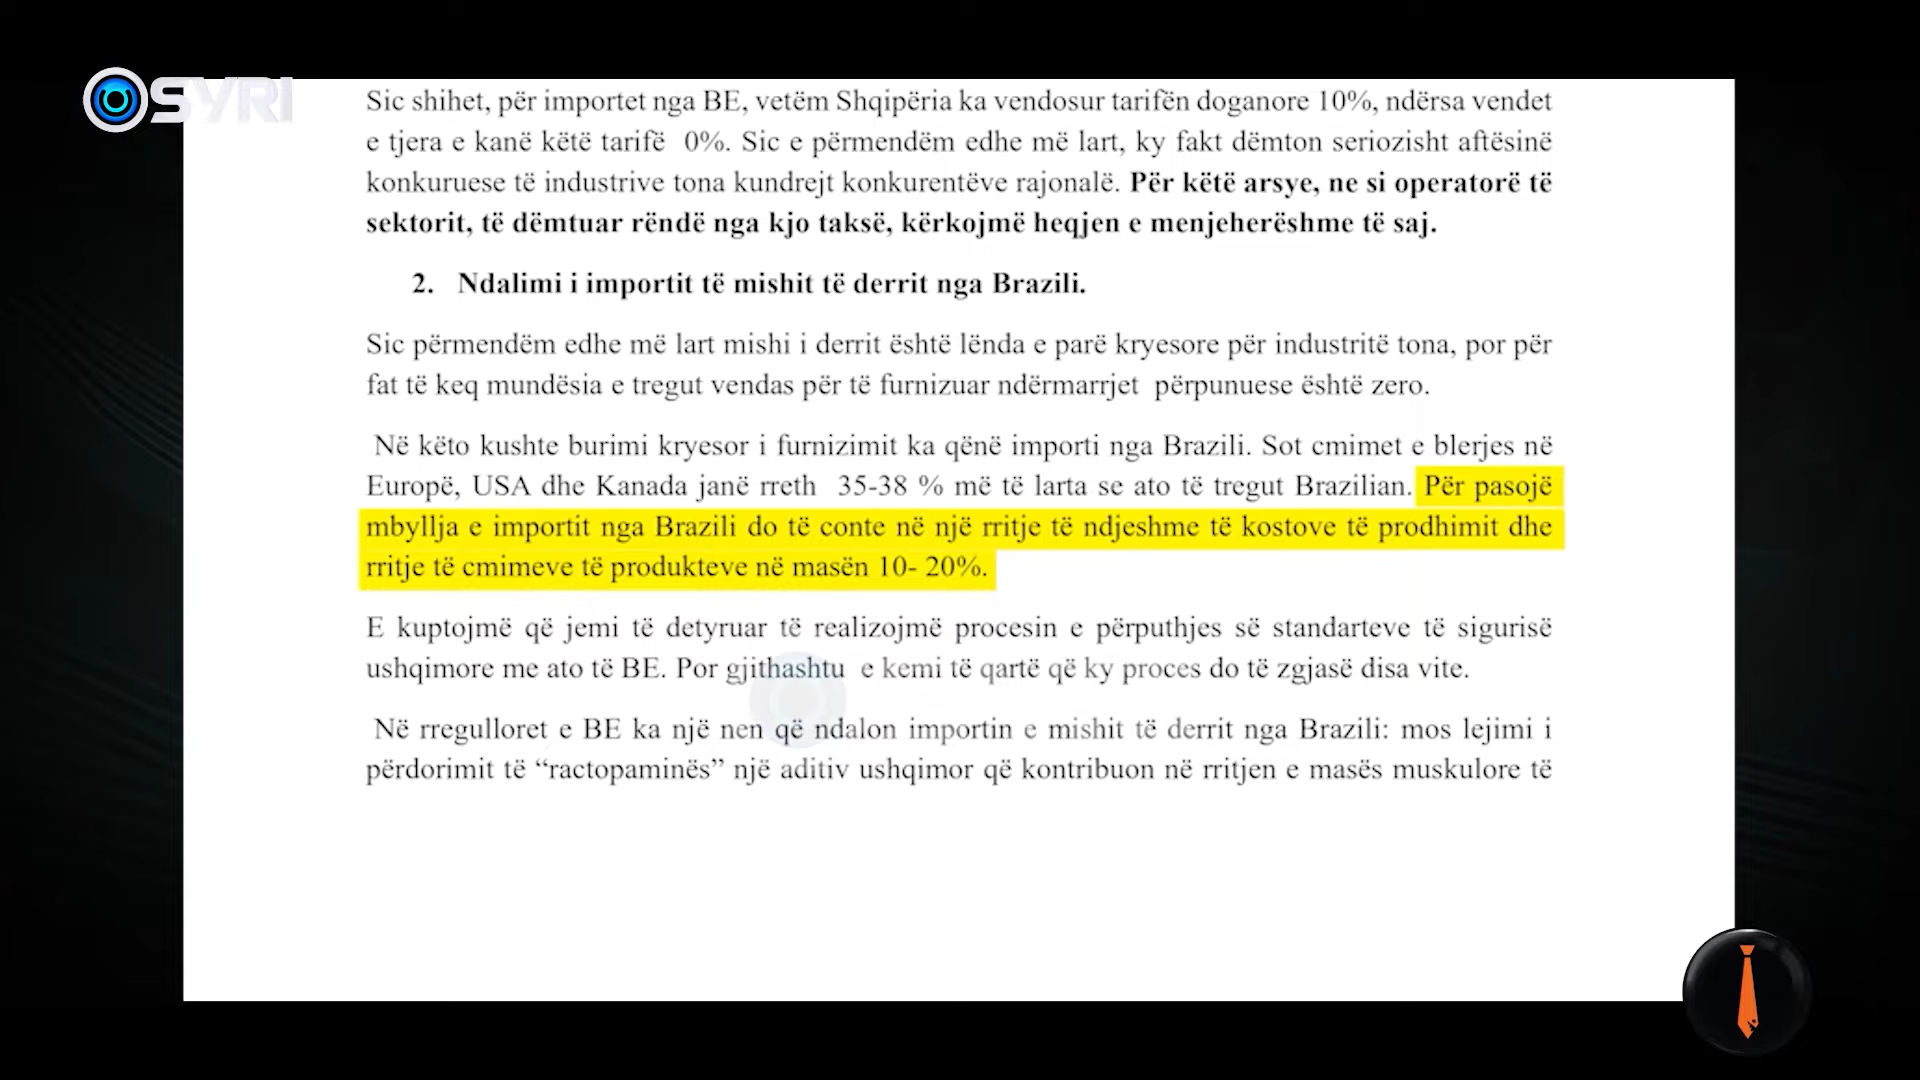 SYRI
Sic shihet, për importet nga BE, vetëm Shqipëria ka vendosur tarifën doganore 10%, ndërsa vendet
e tjera e kanë këtë tarifë 0%. Sic e përmendëm edhe më lart, ky fakt dëmton seriozisht aftësinë
konkuruese të industrive tona kundrejt konkurentëve rajonalë. Për këtë arsye, ne si operatorë të
sektorit, të dëmtuar rëndë nga kjo taksë, kërkojmë heqjen e menjeherëshme të saj.
2. Ndalimi i importit të mishit të derrit nga Brazili.
Sic përmendëm edhe më lart mishi i derrit është lënda e parë kryesore për industritë tona, por për
fat të keq mundësia e tregut vendas për të furnizuar ndërmarrjet përpunuese është zero.
Në këto kushte burimi kryesor i furnizimit ka qënë importi nga Brazili. Sot cmimet e blerjes në
Europë, USA dhe Kanada janë rreth 35-38 % më të larta se ato të tregut Brazilian. Për pasojë
mbyllja e importit nga Brazili do të conte në një rritje të ndjeshme të kostove të prodhimit dhe
rritje të cmimeve të produkteve në masën 10- 20%.
E kuptojmë që jemi të detyruar të realizojmë procesin e përputhjes së standarteve të sigurisë
ushqimore me ato të BE. Por gjithashtu e kemi të qartë që ky proces do të zgjasë disa vite.
Në rregulloret e BE ka një nen që ndalon importin e mishit të derrit nga Brazili: mos lejimi i
përdorimit të “ractopaminës” një aditiv ushqimor që kontribuon në rritjen e masës muskulore të